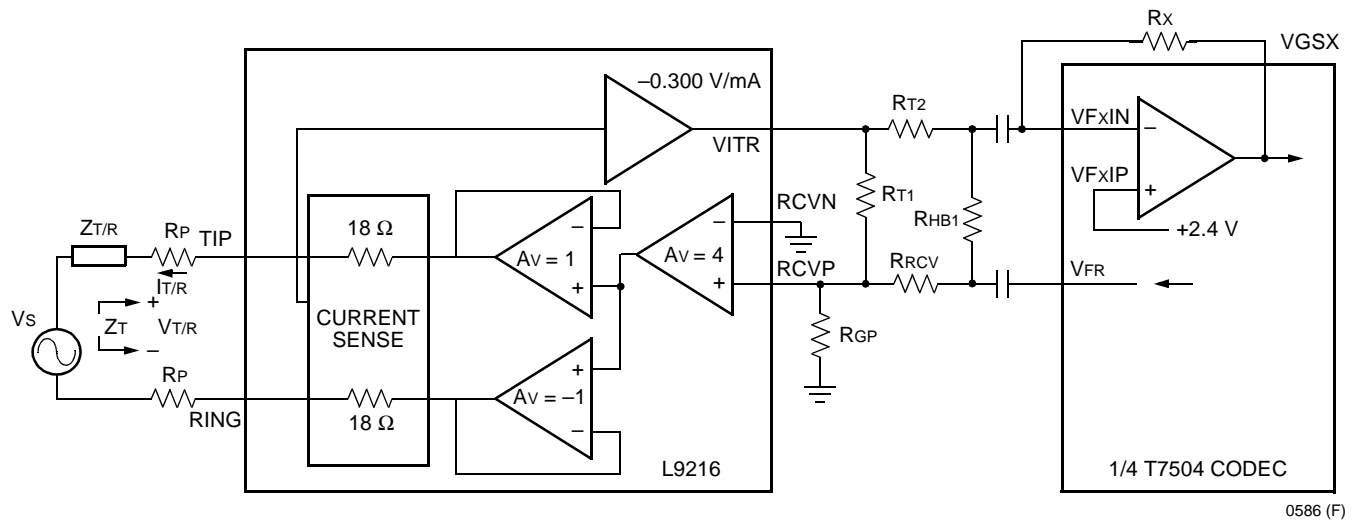 RX
VGSX
–0.300 V/mA
RT2
VFXIN
–
VITR
VFXIP
+
RCVN
RT1
RHB1
+2.4 V
18 Ω
–
–
ZT/R
RP
TIP
AV = 1
AV = 4
RRCV
VFR
RCVP
IT/R
+
+
VS
+
ZT
VT/R
–
CURRENT
SENSE
RGP
RP
+
AV = –1
RING
18 Ω
–
L9216
1/4 T7504 CODEC
0586 (F)